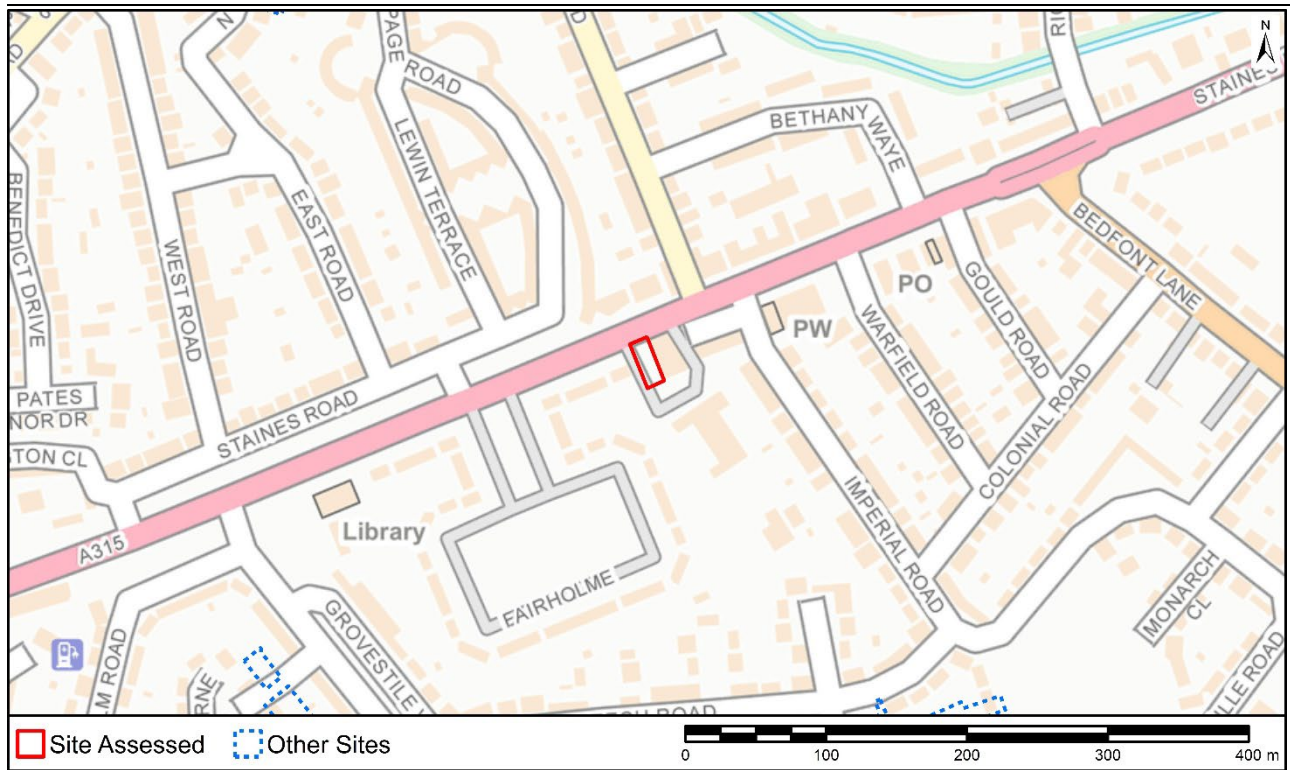 N
PAGE
ROAD
STAINES
BETHANY
WAYE
LEWIN TERRACE
EAST ROAD
WEST ROAD
BENEDICT DRIVE
BEDFONT LANE
PO
GOULD ROAD
PW
WARFIELD ROAD
COLONIAL ROAD
PATES
NOR DR
STAINES ROAD
TON CL
IMPERIAL ROAD
Library
A315
FAIRHOLME
MONARCH
CL
GROVESTILE
LM ROAD
RNE
LLE ROAD
Site Assessed
Other Sites
0
100
200
300
400 m